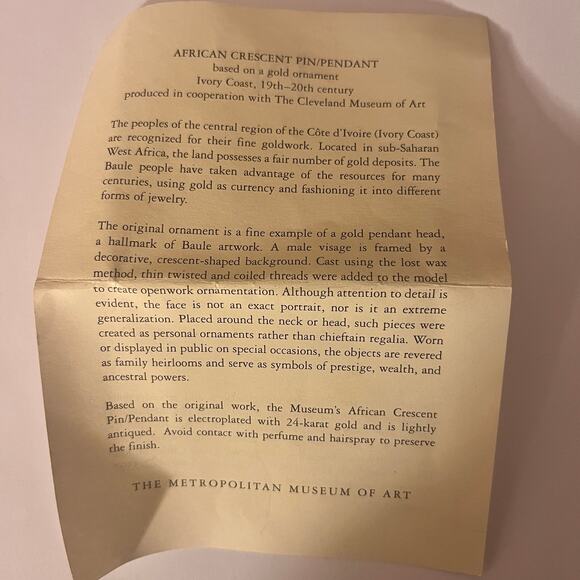 AFRICAN CRESCENT PIN/PENDANT
based on a gold ornament
Ivory Coast, 19th–20th century
produced in cooperation with The Cleveland Museum of Art
The peoples of the central region of the Côte d'Ivoire (Ivory Coast)
are recognized for their fine goldwork. Located in sub-Saharan
West Africa, the land possesses a fair number of gold deposits. The
Baule people have taken advantage of the resources for many
centuries, using gold as currency and fashioning it into different
forms of jewelry.
The original ornament is a fine example of a gold pendant head,
a hallmark of Baule artwork. A male visage is framed by a
decorative, crescent-shaped background. Cast using the lost wax
method, thin twisted and coiled threads were added to the model
to create openwork ornamentation. Although attention to detail is
evident, the face is not an exact portrait, nor is it an extreme
generalization. Placed around the neck or head, such pieces were
created as personal ornaments rather than chieftain regalia. Worn
or displayed in public on special occasions, the objects are revered
as family heirlooms and serve as symbols of prestige, wealth, and
ancestral powers.
Based on the original work, the Museum's African Crescent
Pin/Pendant is electroplated with 24-karat gold and is lightly
antiqued. Avoid contact with perfume and hairspray to preserve
the finish.
THE METROPOLITAN MUSEUM OF ART